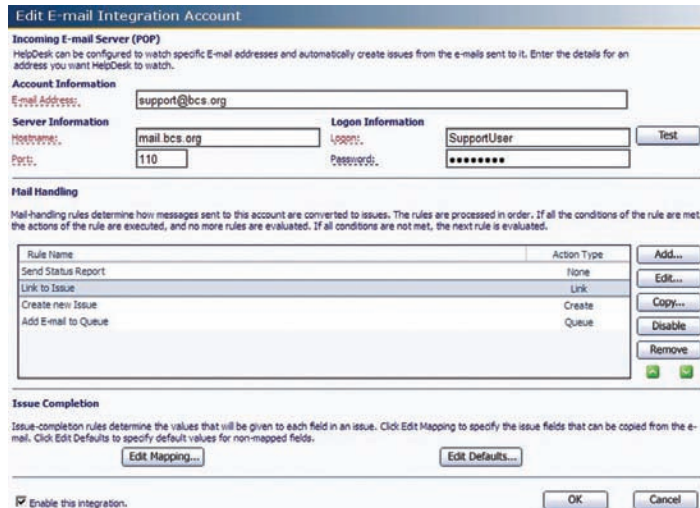 Edit E-mail Integration Account
Incoming E-mail Server (POP)
HelpDesk can be configured to watch specific E-mail addresses and automatically create issues from the e-mails sent to it. Enter the details for an
address you want HelpDesk to watch.
Account Information
E-mail Address:
support@bcs.org
Server Information
Logon Information
Hostname:
mail.bcs.org
Logon:
SupportUser
Test
Port:
110
Password:
●●●●●●●●
Mail Handling
Mail-handling rules determine how messages sent to this account are converted to issues. The rules are processed in order. If all the conditions of the rule are met,
the actions of the rule are executed, and no more rules are evaluated. If all conditions are not met, the next rule is evaluated.
Rule Name Action Type
Add...
Send Status Report None
Edit...
Link to Issue Link
Create new Issue Create
Copy...
Add E-mail to Queue Queue
Disable
Remove
Issue Completion
Issue-completion rules determine the values that will be given to each field in an issue. Click Edit Mapping to specify the issue fields that can be copied from the e-
mail. Click Edit Defaults to specify default values for non-mapped fields.
Edit Mapping...
Edit Defaults...
Enable this integration.
OK
Cancel